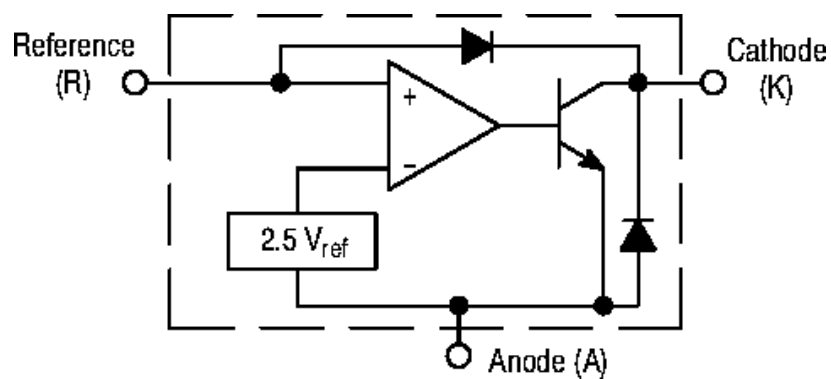 Reference
(R)
Cathode
(K)
+
−
2.5 Vref
Anode (A)